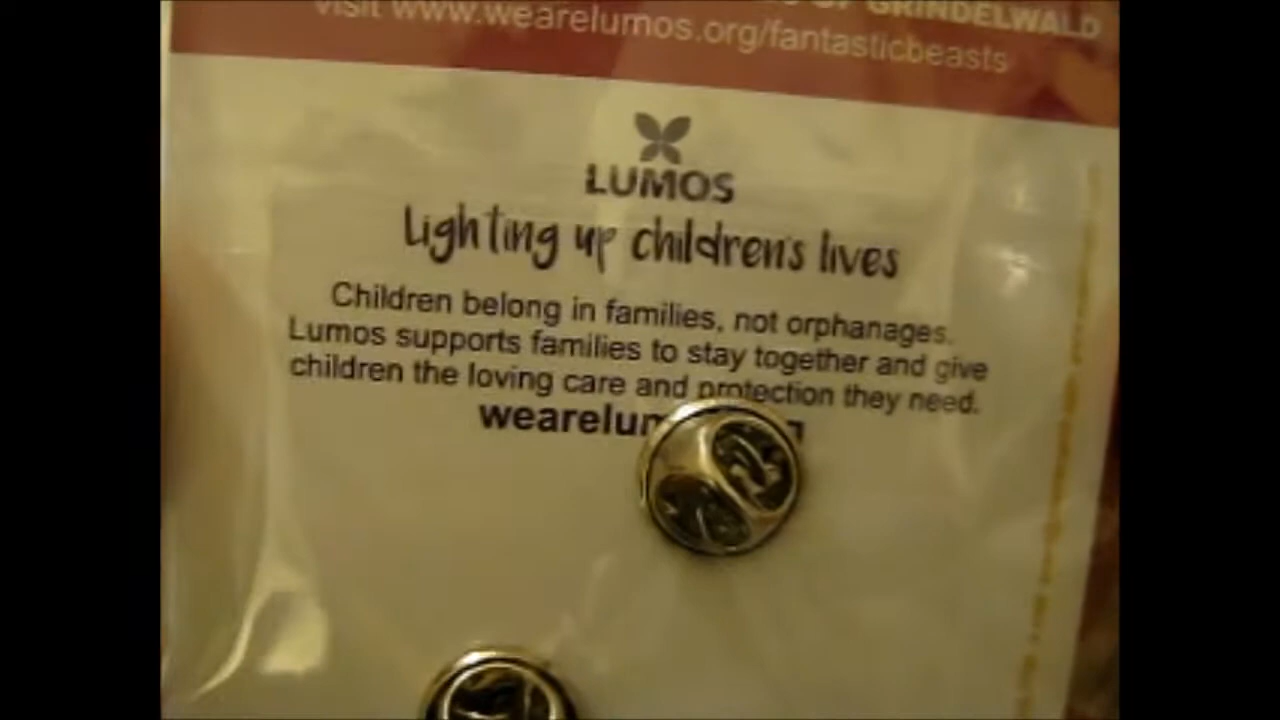 OF GRINDELWALD
visit www.wearelumos.org/fantasticbeasts
LUMOS
Lighting up children's lives
Children belong in families, not orphanages.
Lumos supports families to stay together and give
children the loving care and protection they need.